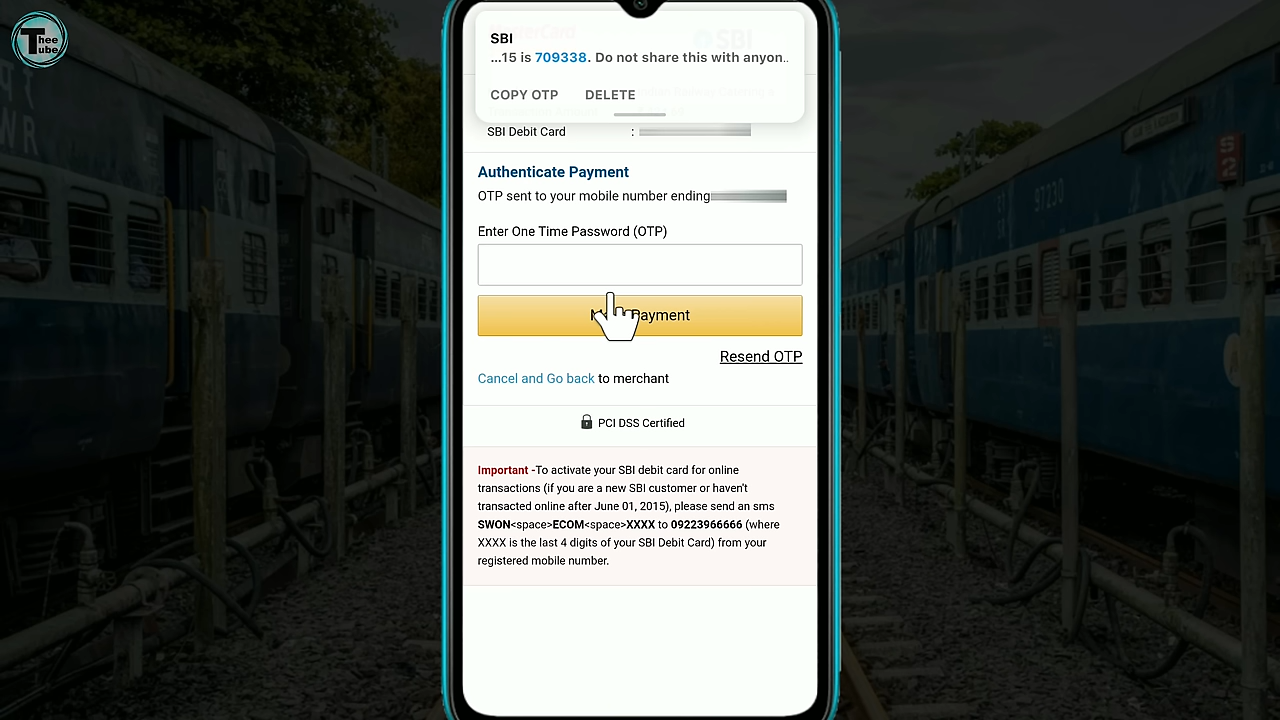 Thee
Tube
SBI
...15 is 709338. Do not share this with anyon..
COPY OTP DELETE
SBI Debit Card :
Authenticate Payment
OTP sent to your mobile number ending
Enter One Time Password (OTP)
Payment
Resend OTP
Cancel and Go back to merchant
PCI DSS Certified
Important -To activate your SBI debit card for online
transactions (if you are a new SBI customer or haven't
transacted online after June 01, 2015), please send an sms
SWON<space>ECOM<space>XXXX to 09223966666 (where
XXXX is the last 4 digits of your SBI Debit Card) from your
registered mobile number.
WR
S
2
97230